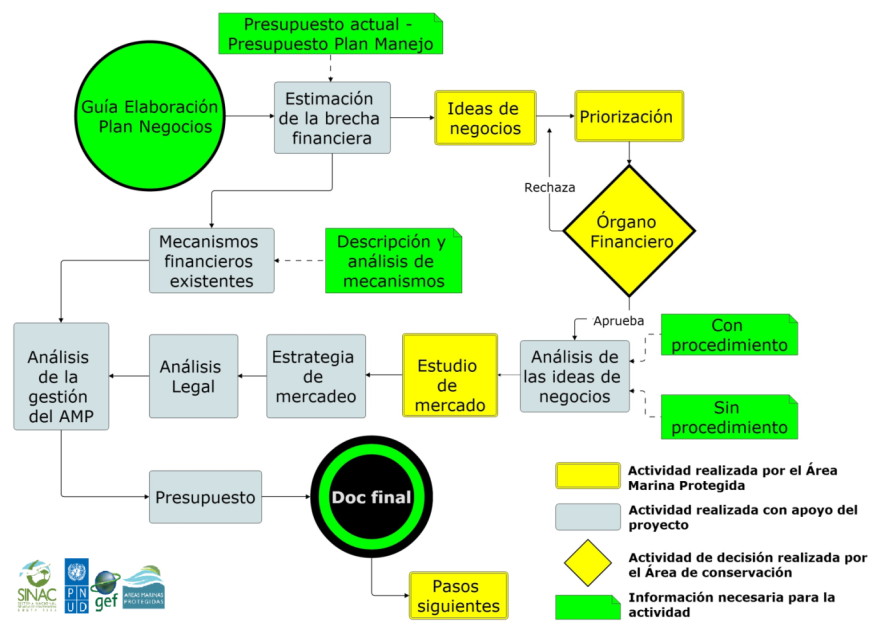 Presupuesto actual -
Presupuesto Plan Manejo
Guía Elaboración
Plan Negocios
Estimación
de la brecha
financiera
Ideas de
negocios
Priorización
Rechaza
Órgano
Financiero
Mecanismos
financieros
existentes
Descripción y
análisis de
mecanismos
Aprueba
Con
procedimiento
Análisis
de la
gestión
del AMP
Análisis
Legal
Estrategia
de
mercadeo
Estudio
de
mercado
Análisis de
las ideas de
negocios
Sin
procedimiento
Presupuesto
Doc final
Actividad realizada por el Área
Marina Protegida
Actividad realizada con apoyo del
proyecto
Actividad de decisión realizada por
el Área de conservación
Información necesaria para la
actividad
Pasos
siguientes
SINAC
P N
U D
gef
AREAS MARINAS
PROTEGIDAS